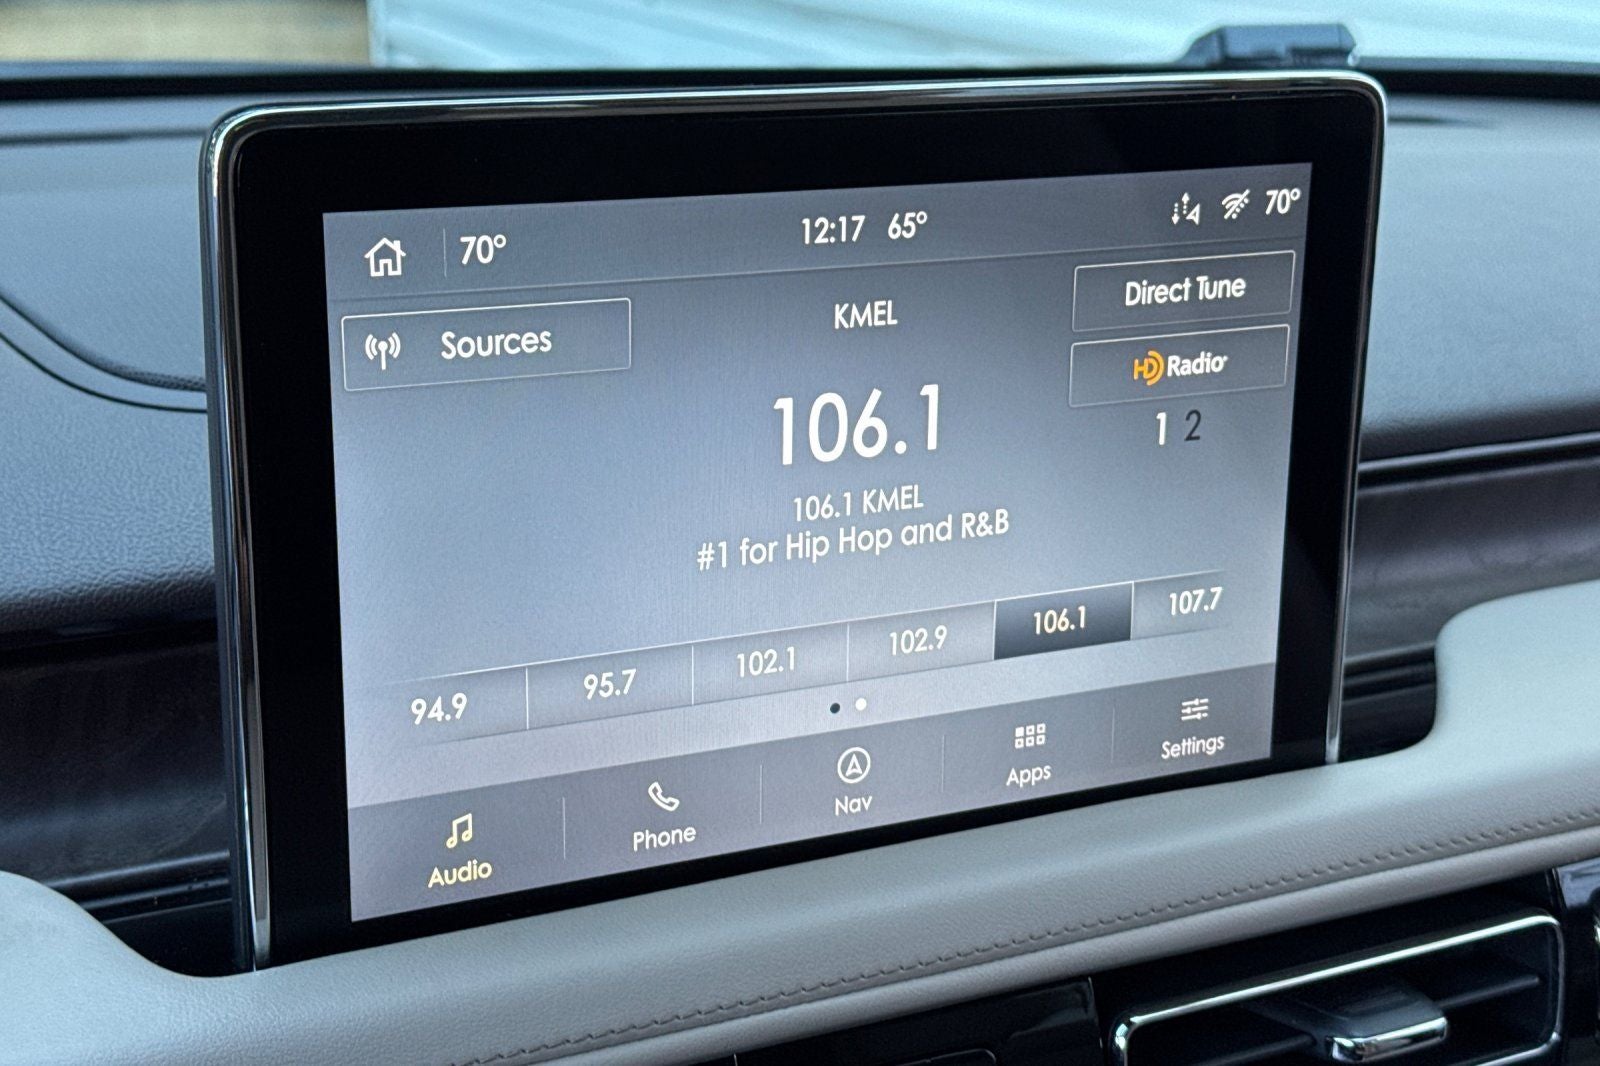 70° 12:17 65° 70°
Sources
KMEL
Direct Tune
HD Radio
1 2
106.1
106.1 KMEL
#1 for Hip Hop and R&B
94.9 95.7 102.1 102.9 106.1 107.7
Audio Phone Nav Apps Settings